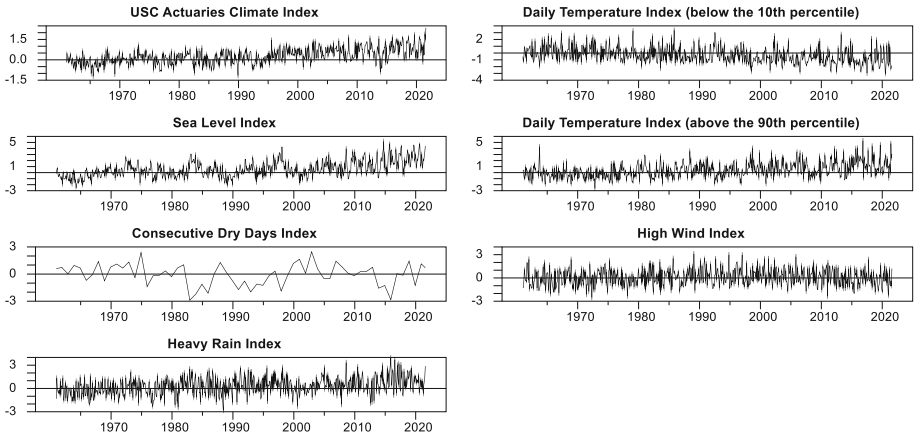 USC Actuaries Climate Index
1.5
0.0
-1.5
1970 1980 1990 2000 2010 2020
Daily Temperature Index (below the 10th percentile)
2
-1
-4
1970 1980 1990 2000 2010 2020
Sea Level Index
5
1
-3
1970 1980 1990 2000 2010 2020
Daily Temperature Index (above the 90th percentile)
5
1
-3
1970 1980 1990 2000 2010 2020
Consecutive Dry Days Index
3
0
-3
1970 1980 1990 2000 2010 2020
High Wind Index
3
0
-3
1970 1980 1990 2000 2010 2020
Heavy Rain Index
3
0
-3
1970 1980 1990 2000 2010 2020